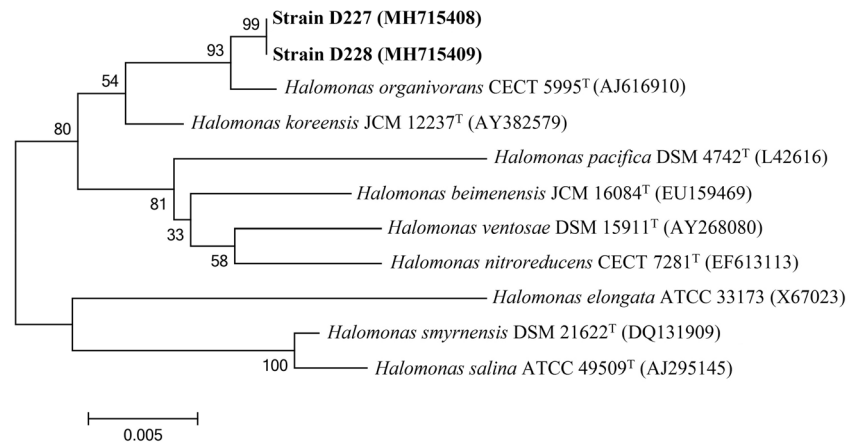 99
Strain D227 (MH715408)
93
Strain D228 (MH715409)
54
Halomonas organivorans CECT 5995ᵀ (AJ616910)
80
Halomonas koreensis JCM 12237ᵀ (AY382579)
Halomonas pacifica DSM 4742ᵀ (L42616)
81
Halomonas beimenensis JCM 16084ᵀ (EU159469)
33
Halomonas ventosae DSM 15911ᵀ (AY268080)
58
Halomonas nitroreducens CECT 7281ᵀ (EF613113)
Halomonas elongata ATCC 33173 (X67023)
Halomonas smyrnensis DSM 21622ᵀ (DQ131909)
100
Halomonas salina ATCC 49509ᵀ (AJ295145)
0.005